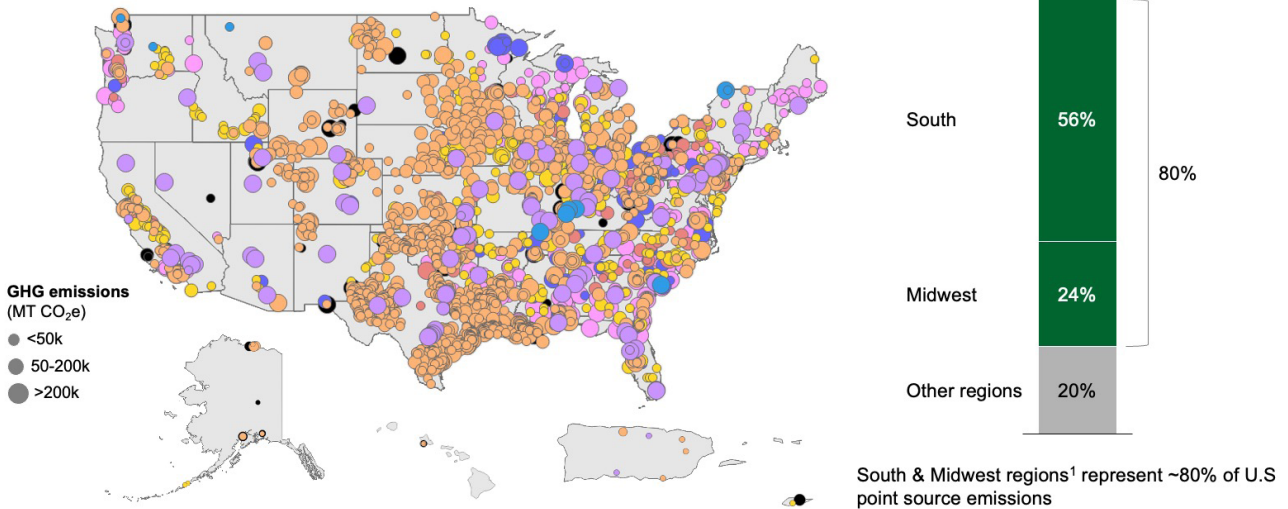 GHG emissions
(MT CO₂e)
<50k
50-200k
>200k
South
56%
80%
Midwest
24%
Other regions
20%
South & Midwest regions¹ represent ~80% of U.S
point source emissions